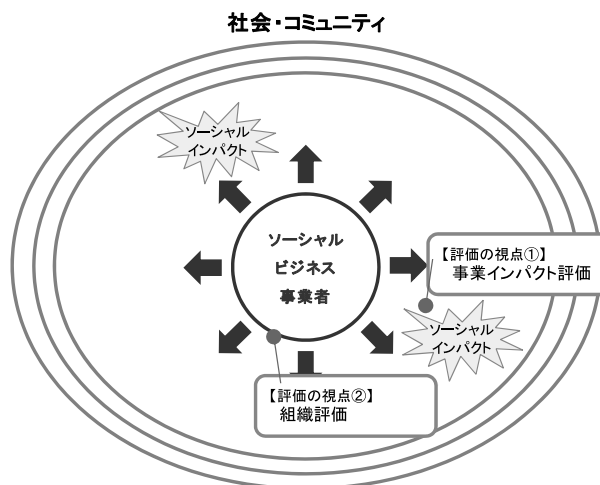 社会・コミュニティ
ソーシャル
インパクト
ソーシャル
ビジネス
事業者
【評価の視点①】
事業インパクト評価
ソーシャル
インパクト
【評価の視点②】
組織評価